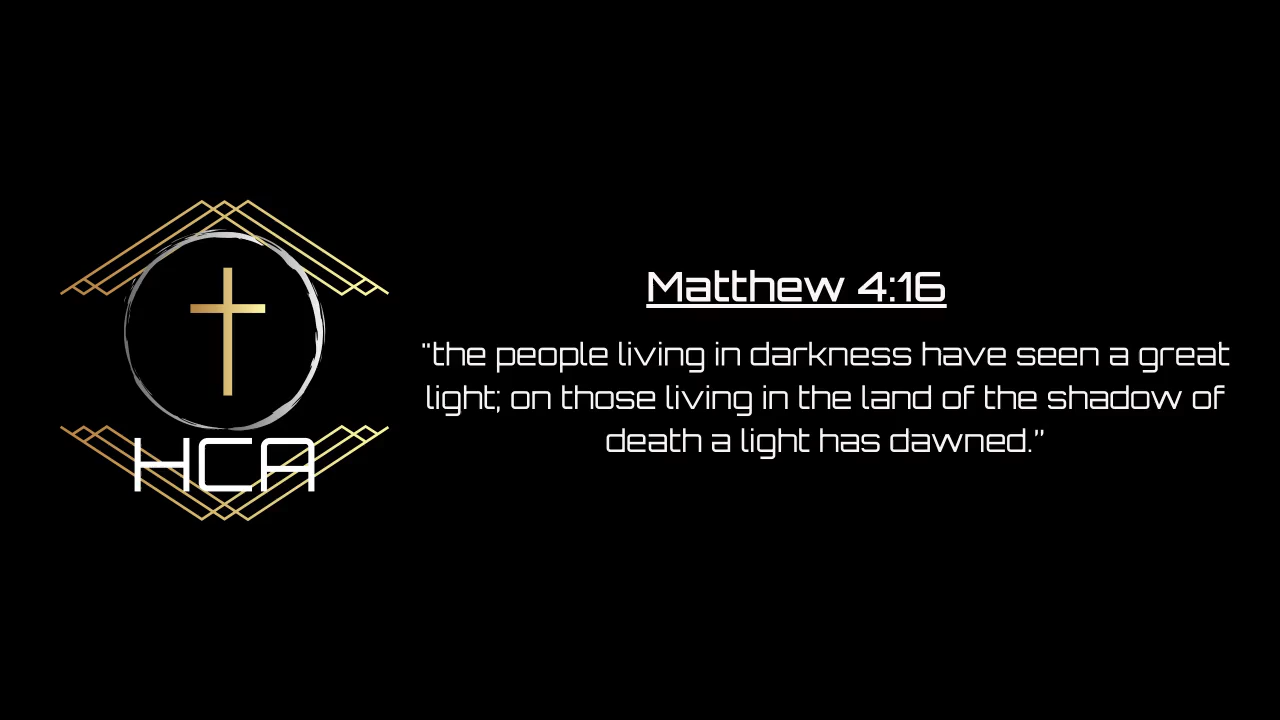 HCA
Matthew 4:16
"the people living in darkness have seen a great
light; on those living in the land of the shadow of
death a light has dawned."